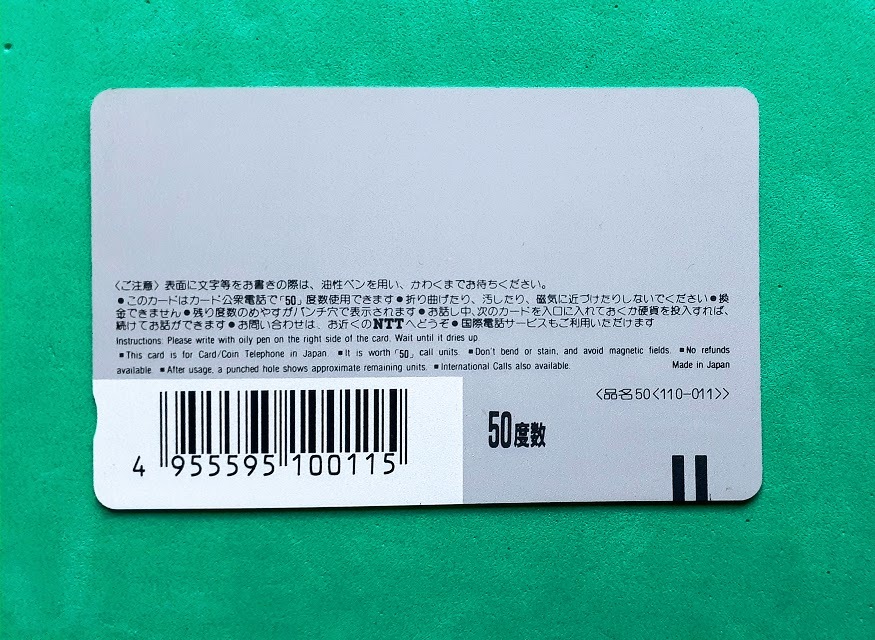 〈ご注意〉表面に文字等をお書きの際は、油性ペンを用い、かわくまでお待ちください。
●このカードはカード公衆電話で「50」度数使用できます●折り曲げたり、汚したり、磁気に近づけたりしないでください●換
金できません●残り度数のめやすがパンチ穴で表示されます●お話し中、次のカードを入口に入れておくか硬貨を投入すれば、
続けてお話ができます●お問い合わせは、お近くのNTTへどうぞ●国際電話サービスもご利用いただけます
Instructions: Please write with oily pen on the right side of the card. Wait until it dries up.
■This card is for Card/Coin Telephone in Japan. ■It is worth「50」call units. ■Don't bend or stain, and avoid magnetic fields. ■No refunds
available. ■After usage, a punched hole shows approximate remaining units. ■International Calls also available. Made in Japan
〈品名50〈110-011〉〉
50度数
4 955595 100115